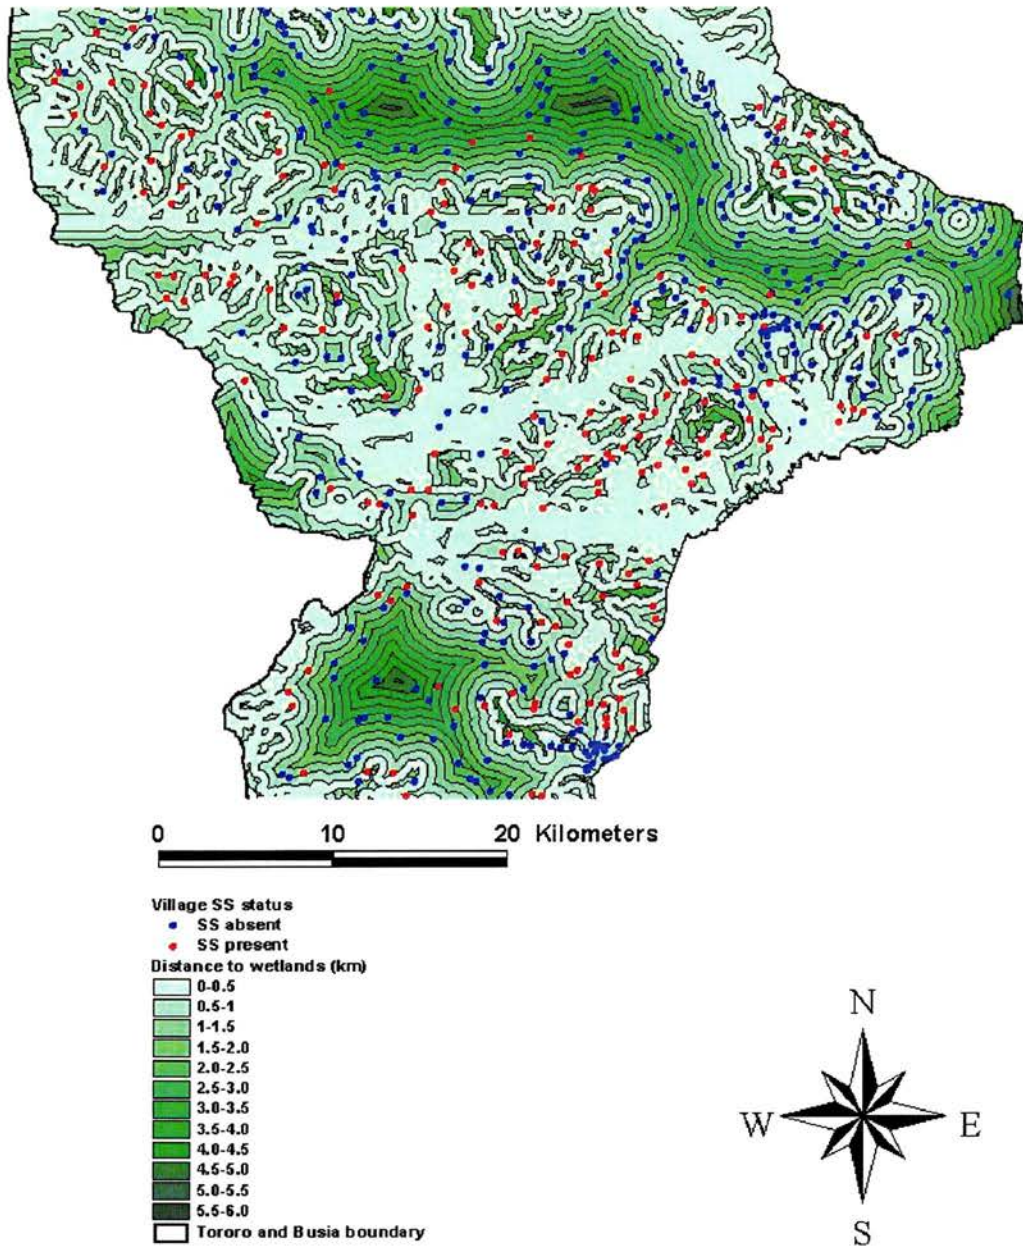 0 10 20 Kilometers
Village SS status
SS absent
SS present
Distance to wetlands (km)
0-0.5
0.5-1
1-1.5
1.5-2.0
2.0-2.5
2.5-3.0
3.0-3.5
3.5-4.0
4.0-4.5
4.5-5.0
5.0-5.5
5.5-6.0
Tororo and Busia boundary
N
W E
S